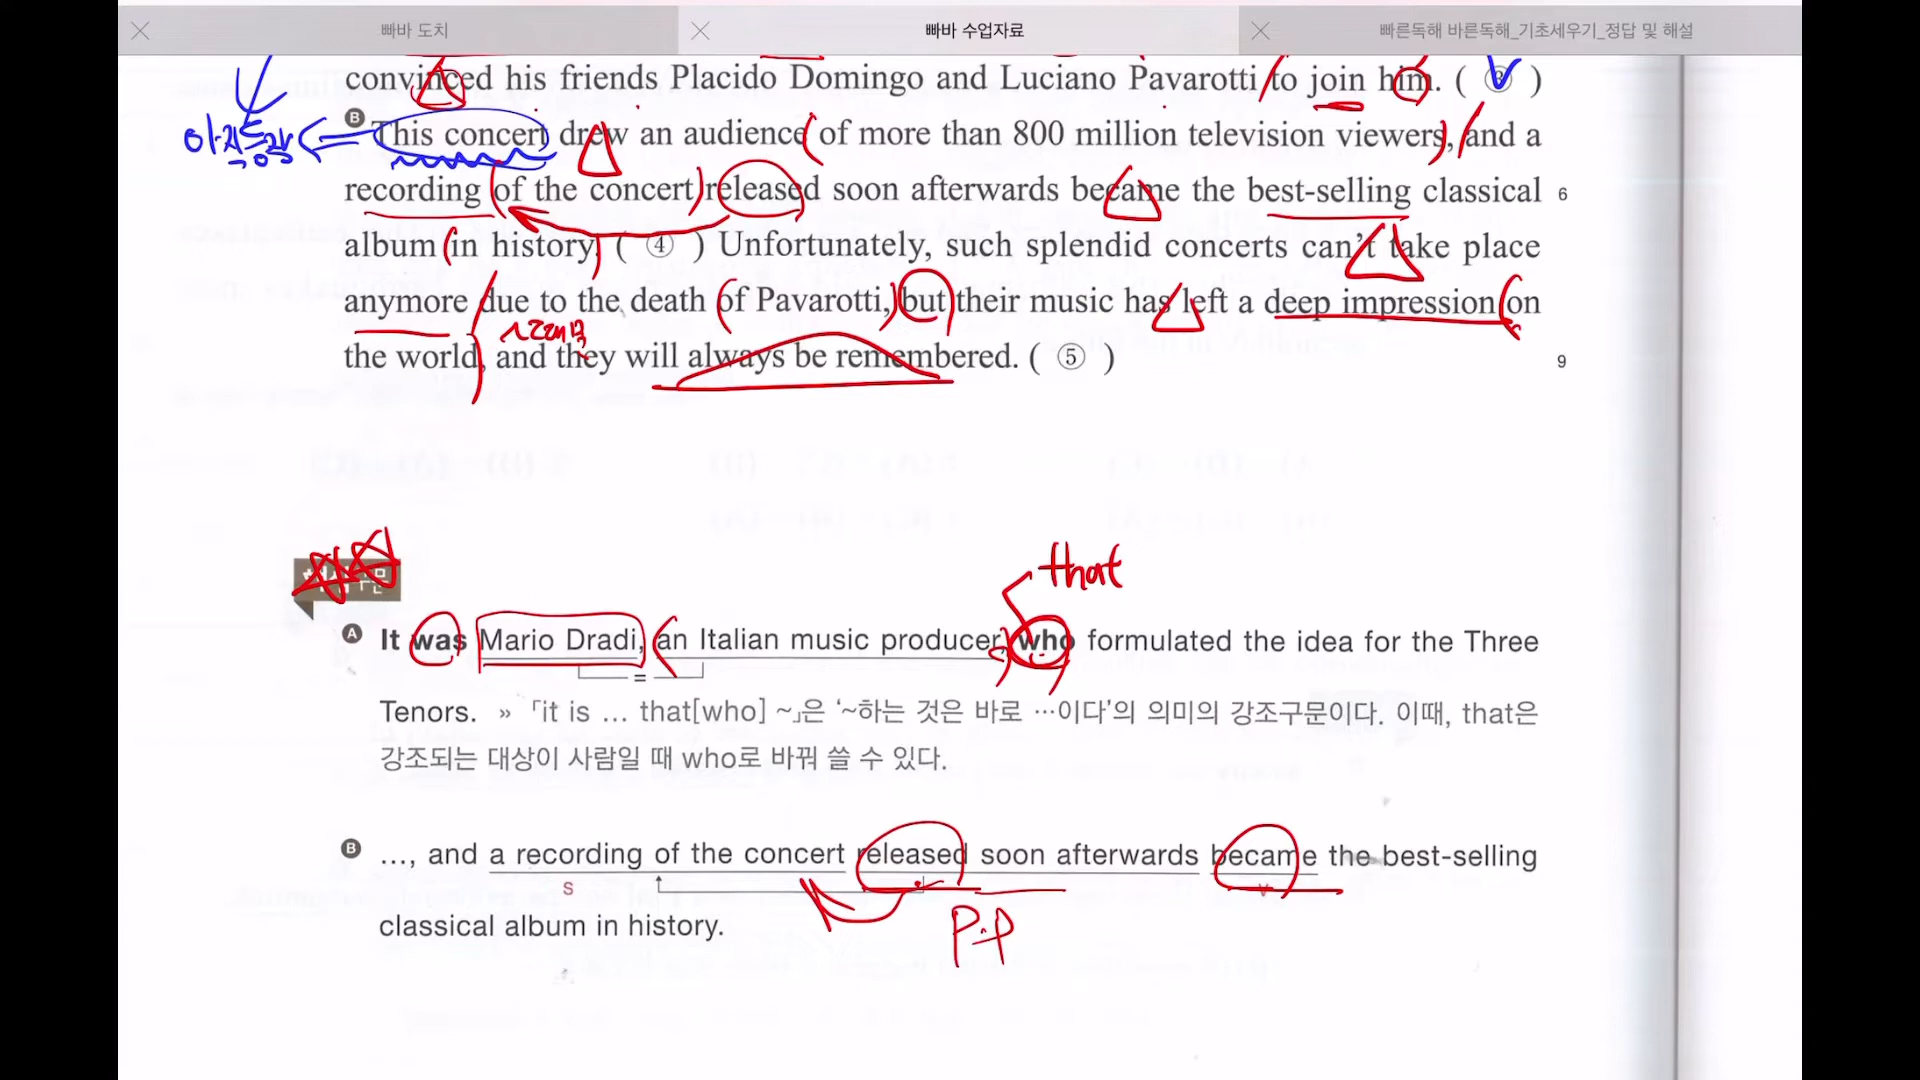 빠바 도치
빠바 수업자료
빠른독해 바른독해_기초세우기_정답 및 해설
convinced his friends Placido Domingo and Luciano Pavarotti to join him. ( ③ )
B This concert drew an audience of more than 800 million television viewers, and a
recording of the concert released soon afterwards became the best-selling classical 6
album in history. ( ④ ) Unfortunately, such splendid concerts can't take place
anymore due to the death of Pavarotti, but their music has left a deep impression on
~때문에
the world, and they will always be remembered. ( ⑤ ) 9
that
A It was Mario Dradi, an Italian music producer, who formulated the idea for the Three
=
Tenors. » 「it is … that[who] ~」은 '~하는 것은 바로 …이다'의 의미의 강조구문이다. 이때, that은
강조되는 대상이 사람일 때 who로 바꿔 쓸 수 있다.
B …, and a recording of the concert released soon afterwards became the best-selling
S V
classical album in history.
P.P